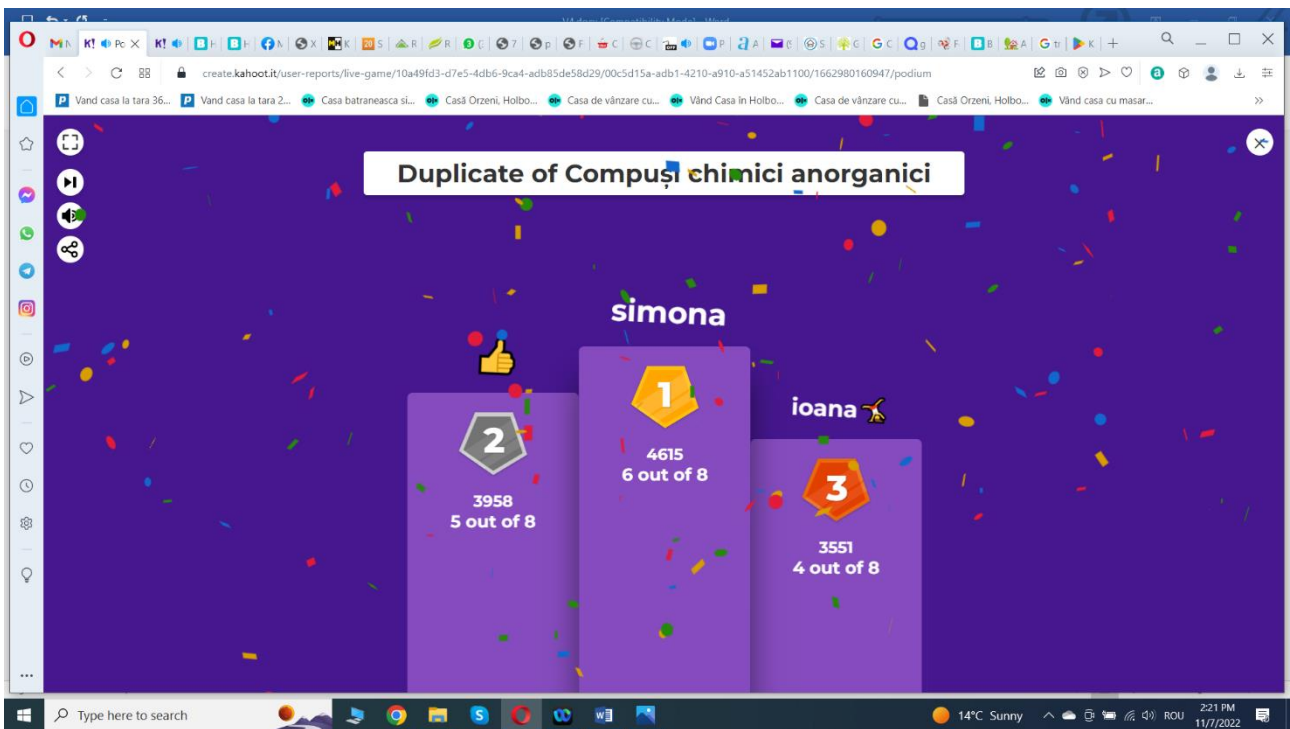 create.kahoot.it/user-reports/live-game/10a49fd3-d7e5-4db6-9ca4-adb85de58d29/00c5d15a-adb1-4210-a910-a51452ab1100/1662980160947/podium
Vand casa la tara 36... Vand casa la tara 2... Casa batraneasca si... Casă Orzeni, Holbo... Casa de vânzare cu... Vând Casa în Holbo... Casa de vânzare cu... Casă Orzeni, Holbo... Vând casa cu masar...
Duplicate of Compuși chimici anorganici
simona
ioana
1
2
3
4615
6 out of 8
3958
5 out of 8
3551
4 out of 8
Type here to search
14°C Sunny
ROU
2:21 PM
11/7/2022